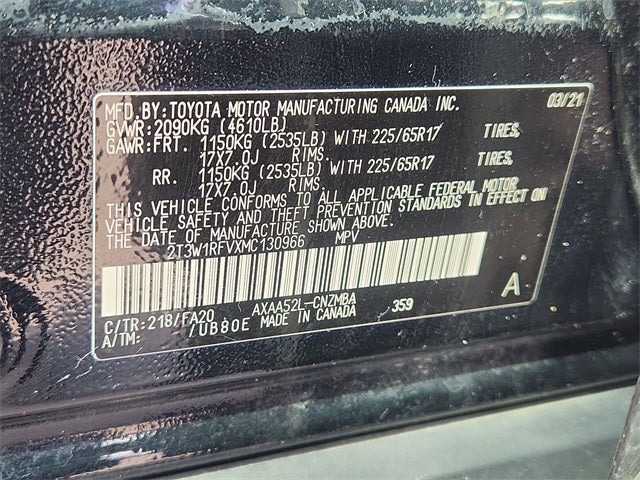 MFD.BY:TOYOTA MOTOR MANUFACTURING CANADA INC. 03/21
GVWR:2090KG (4610LB)
GAWR:FRT. 1150KG (2535LB) WITH 225/65R17 TIRES,
17X7.0J RIMS.
RR. 1150KG (2535LB) WITH 225/65R17 TIRES,
17X7.0J RIMS.
THIS VEHICLE CONFORMS TO ALL APPLICABLE FEDERAL MOTOR
VEHICLE SAFETY AND THEFT PREVENTION STANDARDS IN EFFECT ON
THE DATE OF MANUFACTURE SHOWN ABOVE.
2T3W1RFVXMC130966 MPV
A
C/TR:218/FA20 AXAA52L-CNZMBA 359
A/TM: /UB80E MADE IN CANADA